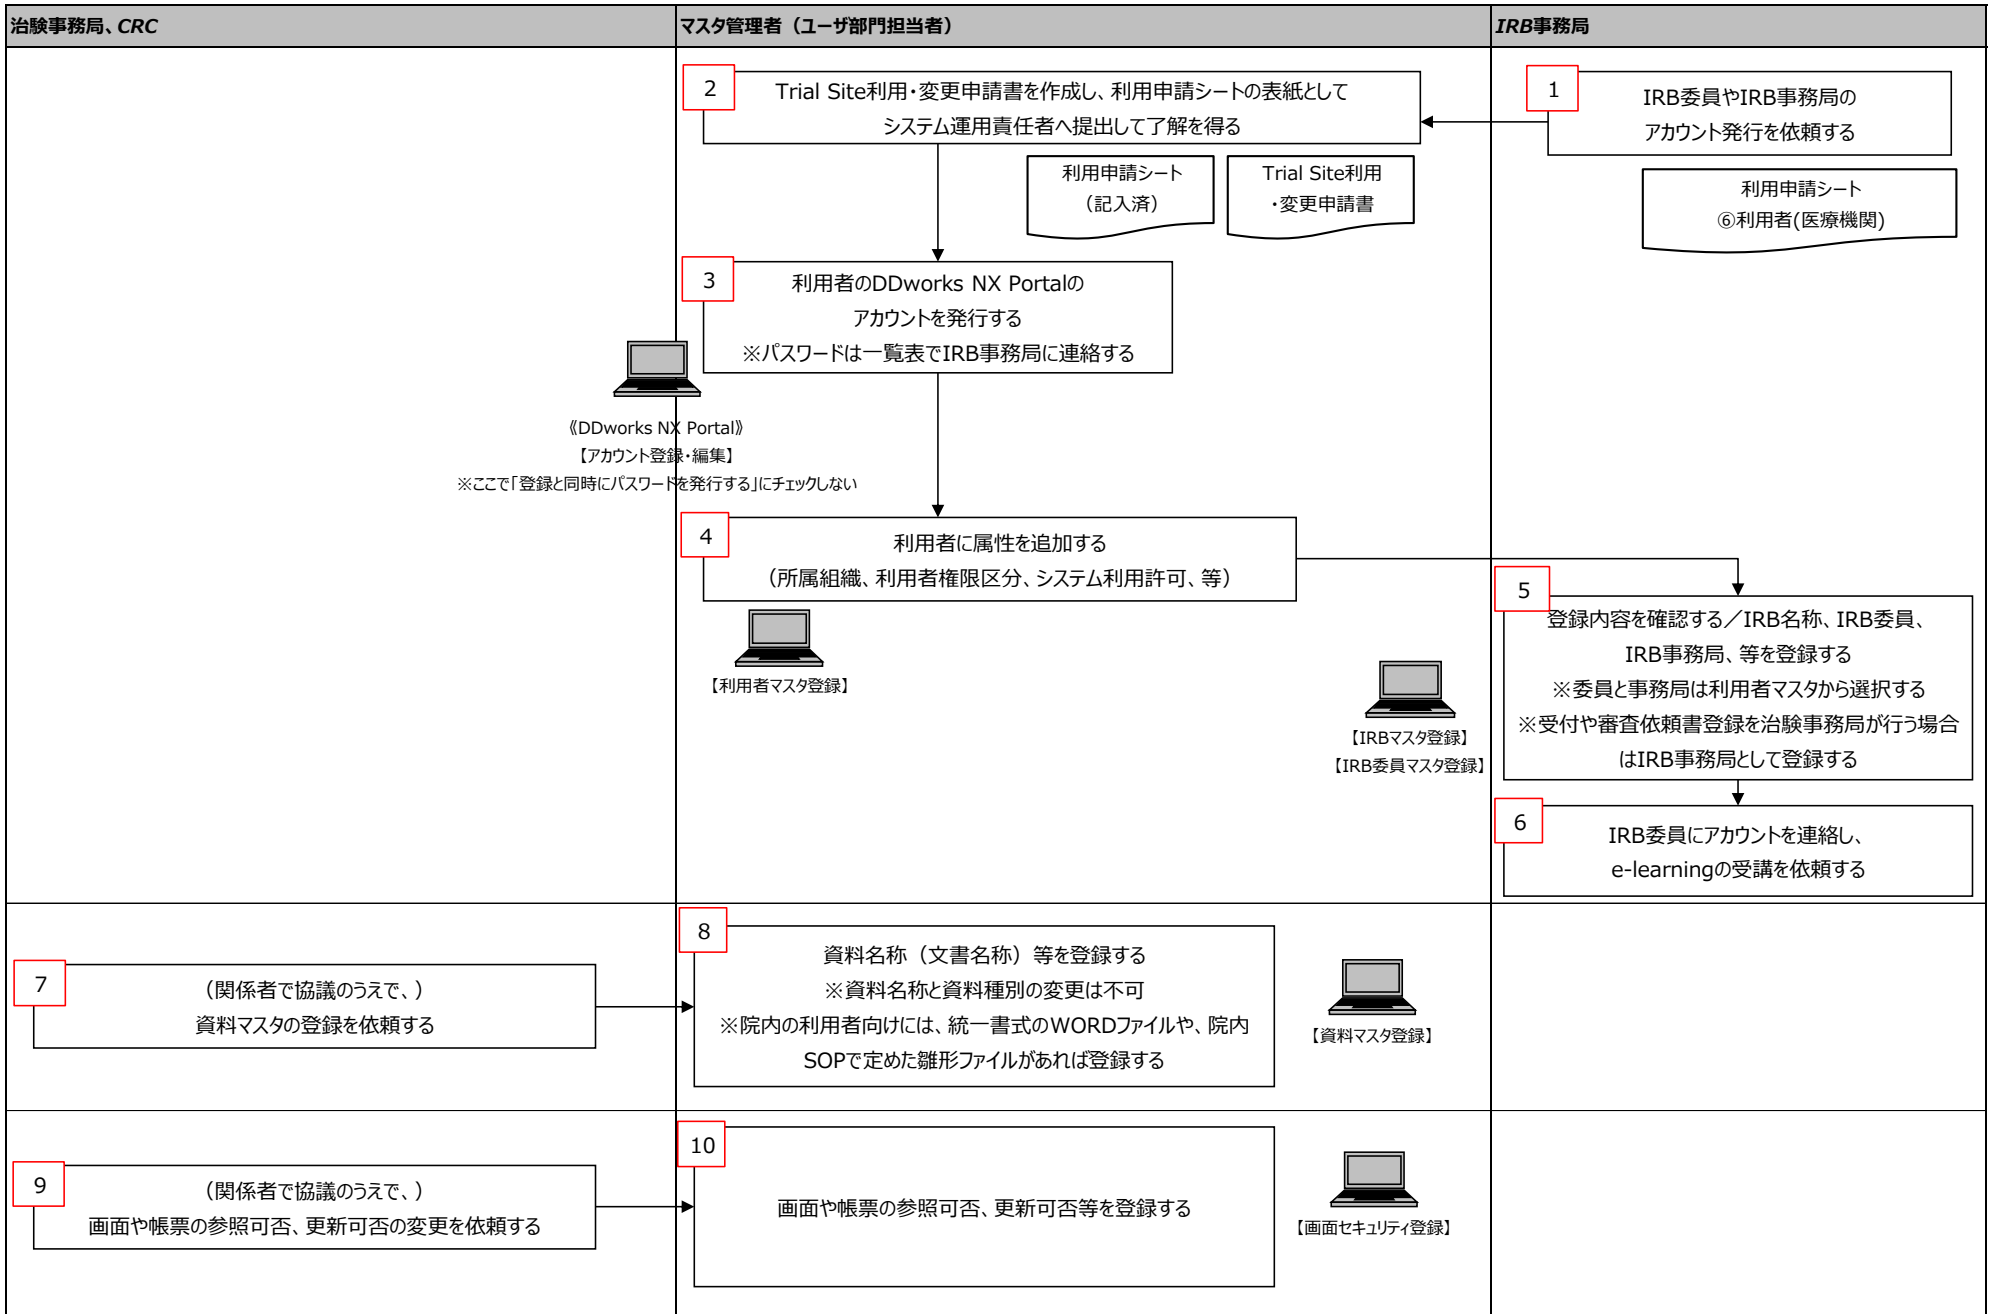 治験事務局、CRC
マスタ管理者（ユーザ部門担当者）
IRB事務局
1
IRB委員やIRB事務局の
アカウント発行を依頼する
利用申請シート
⑥利用者(医療機関)
2
Trial Site利用・変更申請書を作成し、利用申請シートの表紙として
システム運用責任者へ提出して了解を得る
利用申請シート
（記入済）
Trial Site利用
・変更申請書
3
利用者のDDworks NX Portalの
アカウントを発行する
※パスワードは一覧表でIRB事務局に連絡する
《DDworks NX Portal》
【アカウント登録・編集】
※ここで「登録と同時にパスワードを発行する」にチェックしない
4
利用者に属性を追加する
（所属組織、利用者権限区分、システム利用許可、等）
【利用者マスタ登録】
5
登録内容を確認する／IRB名称、IRB委員、
IRB事務局、等を登録する
※委員と事務局は利用者マスタから選択する
※受付や審査依頼書登録を治験事務局が行う場合
はIRB事務局として登録する
【IRBマスタ登録】
【IRB委員マスタ登録】
6
IRB委員にアカウントを連絡し、
e-learningの受講を依頼する
7
（関係者で協議のうえで、）
資料マスタの登録を依頼する
8
資料名称（文書名称）等を登録する
※資料名称と資料種別の変更は不可
※院内の利用者向けには、統一書式のWORDファイルや、院内
SOPで定めた雛形ファイルがあれば登録する
【資料マスタ登録】
9
（関係者で協議のうえで、）
画面や帳票の参照可否、更新可否の変更を依頼する
10
画面や帳票の参照可否、更新可否等を登録する
【画面セキュリティ登録】